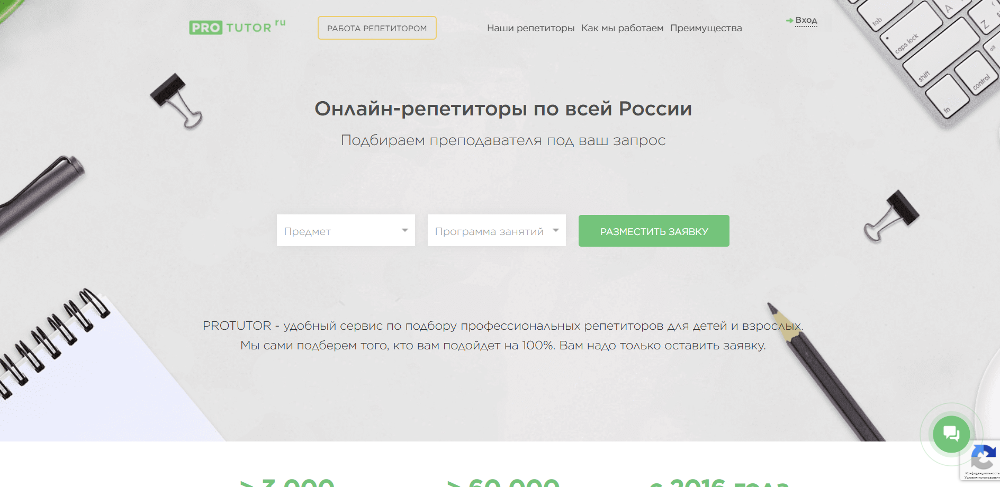 PRO TUTOR ru
РАБОТА РЕПЕТИТОРОМ
Наши репетиторы Как мы работаем Преимущества
Вход
Онлайн-репетиторы по всей России
Подбираем преподавателя под ваш запрос
Предмет
Программа занятий
РАЗМЕСТИТЬ ЗАЯВКУ
PROTUTOR - удобный сервис по подбору профессиональных репетиторов для детей и взрослых.
Мы сами подберем того, кто вам подойдет на 100%. Вам надо только оставить заявку.
tab
caps lock
shift
fn
control
alt
A
Z
Конфиденциальность
> 3 000
> 60 000
с 2016 года